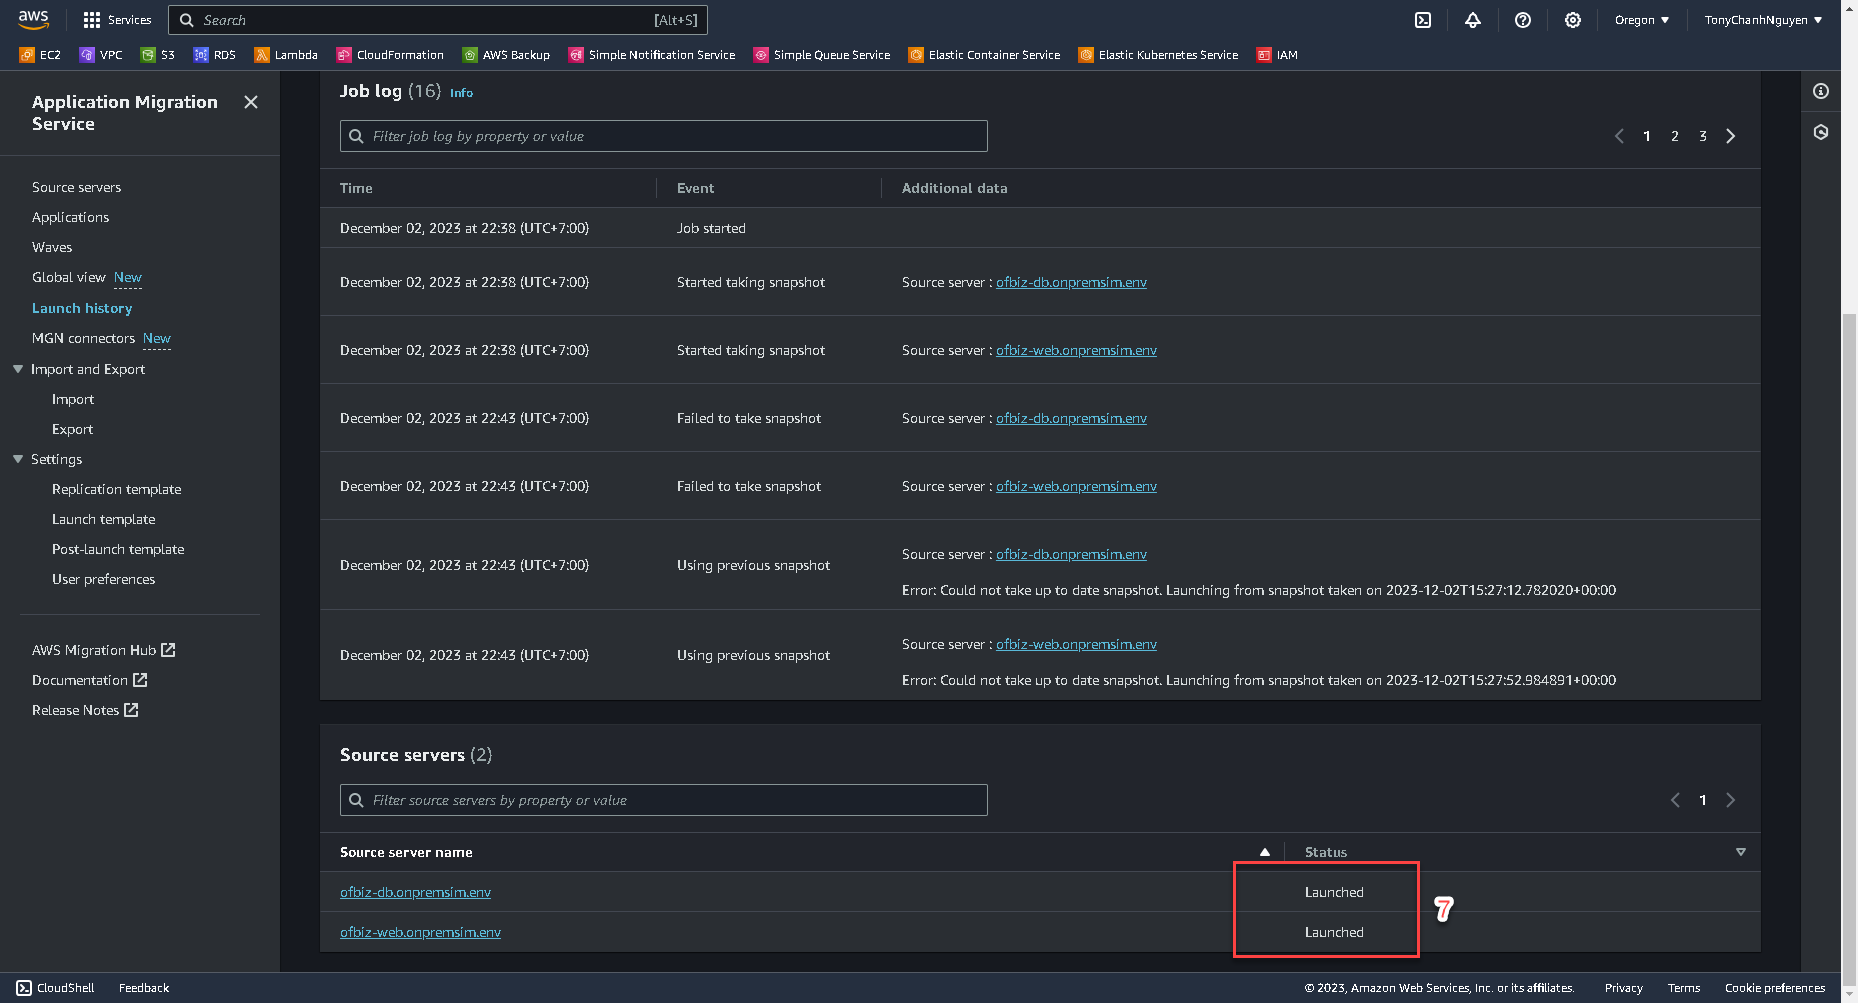 aws
Services
Search
[Alt+S]
Oregon ▼
TonyChanhNguyen ▼
EC2
VPC
S3
RDS
Lambda
CloudFormation
AWS Backup
Simple Notification Service
Simple Queue Service
Elastic Container Service
Elastic Kubernetes Service
IAM
Application Migration
Service
Source servers
Applications
Waves
Global view New
Launch history
MGN connectors New
Import and Export
Import
Export
Settings
Replication template
Launch template
Post-launch template
User preferences
AWS Migration Hub
Documentation
Release Notes
Job log (16) Info
Filter job log by property or value
1 2 3
Time Event Additional data
December 02, 2023 at 22:38 (UTC+7:00) Job started
December 02, 2023 at 22:38 (UTC+7:00) Started taking snapshot Source server : ofbiz-db.onpremsim.env
December 02, 2023 at 22:38 (UTC+7:00) Started taking snapshot Source server : ofbiz-web.onpremsim.env
December 02, 2023 at 22:43 (UTC+7:00) Failed to take snapshot Source server : ofbiz-db.onpremsim.env
December 02, 2023 at 22:43 (UTC+7:00) Failed to take snapshot Source server : ofbiz-web.onpremsim.env
December 02, 2023 at 22:43 (UTC+7:00) Using previous snapshot Source server : ofbiz-db.onpremsim.env
Error: Could not take up to date snapshot. Launching from snapshot taken on 2023-12-02T15:27:12.782020+00:00
December 02, 2023 at 22:43 (UTC+7:00) Using previous snapshot Source server : ofbiz-web.onpremsim.env
Error: Could not take up to date snapshot. Launching from snapshot taken on 2023-12-02T15:27:52.984891+00:00
Source servers (2)
Filter source servers by property or value
1
Source server name Status
ofbiz-db.onpremsim.env Launched
ofbiz-web.onpremsim.env Launched
7
CloudShell
Feedback
© 2023, Amazon Web Services, Inc. or its affiliates.
Privacy
Terms
Cookie preferences